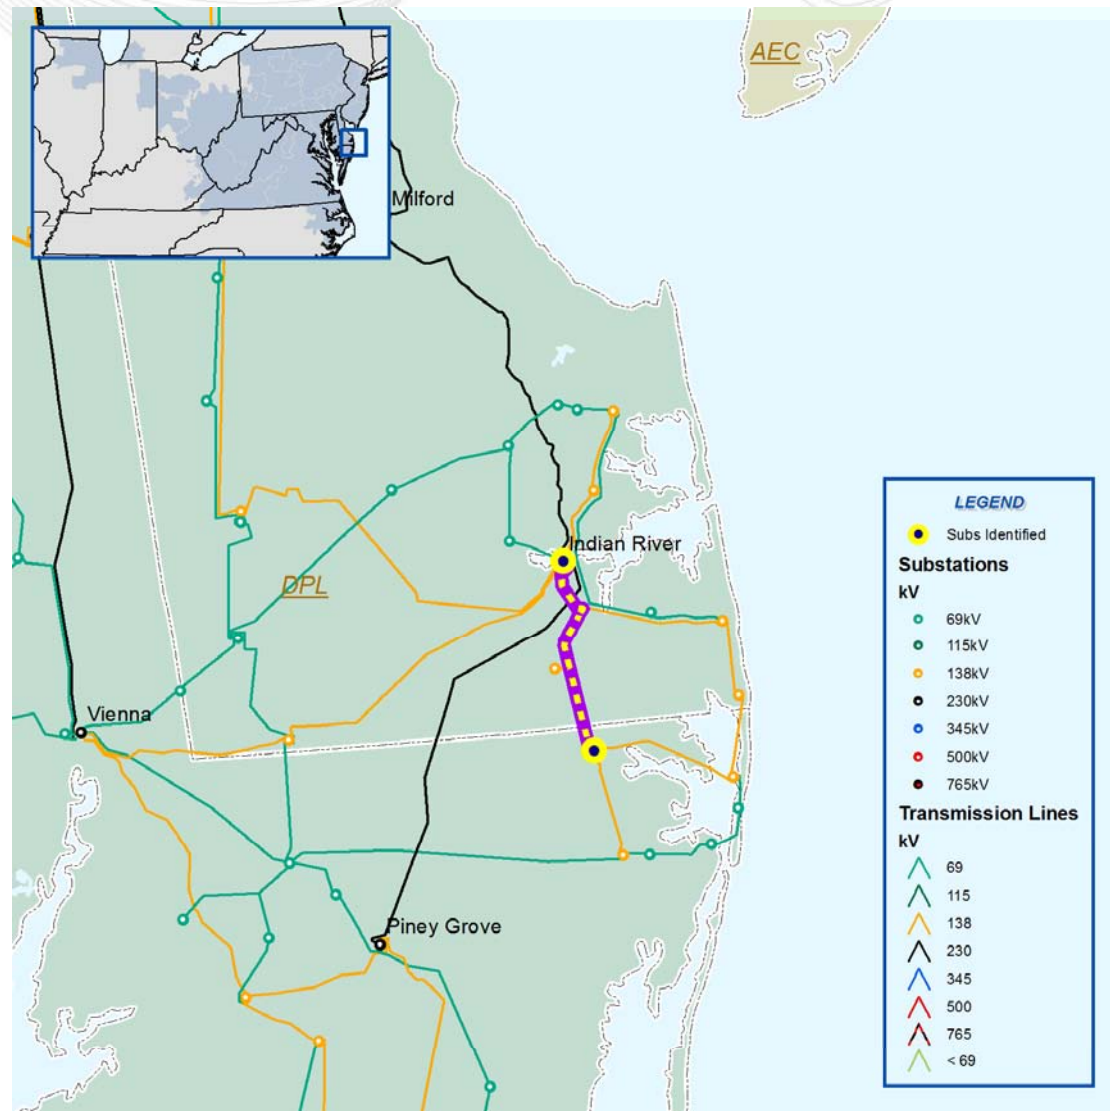 AEC
Milford
Indian River
DPL
Vienna
Piney Grove
LEGEND
Subs Identified
Substations
kV
69kV
115kV
138kV
230kV
345kV
500kV
765kV
Transmission Lines
kV
69
115
138
230
345
500
765
< 69